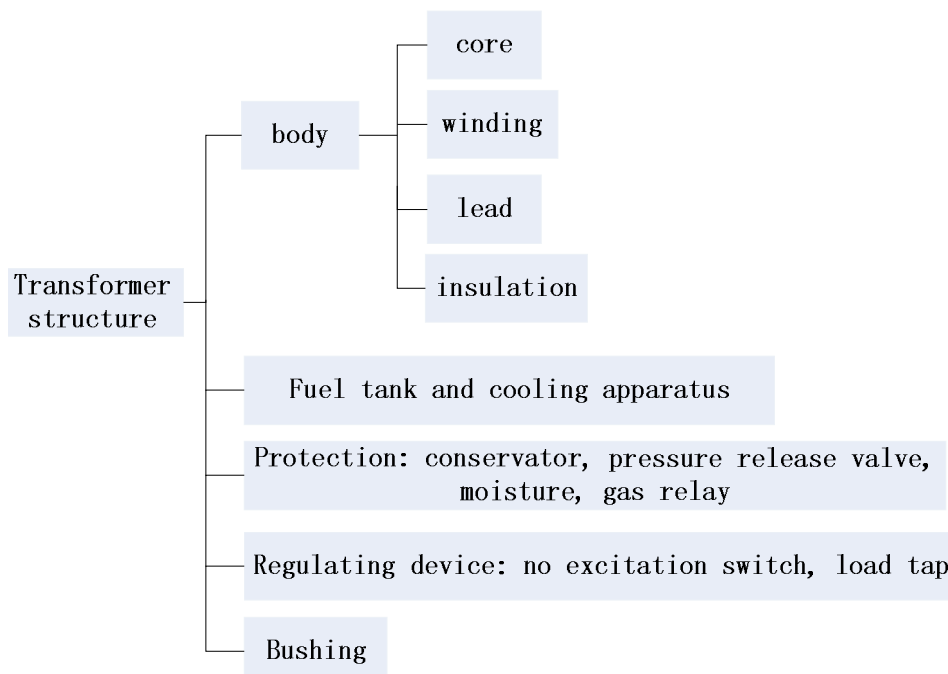 core
winding
body
lead
insulation
Transformer
structure
Fuel tank and cooling apparatus
Protection: conservator, pressure release valve,
moisture, gas relay
Regulating device: no excitation switch, load tap
Bushing